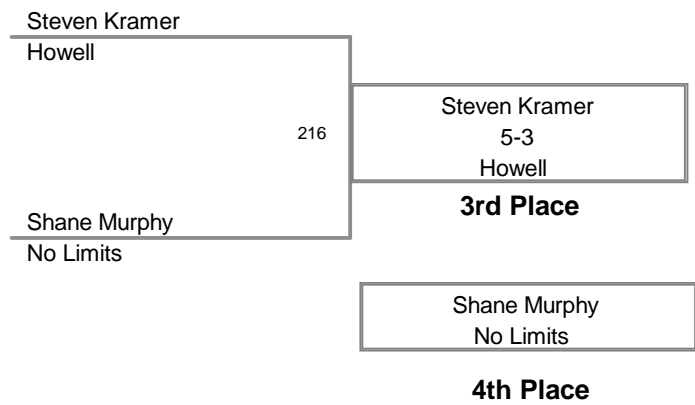 Steven Kramer
Howell
216
Steven Kramer
5-3
Howell
3rd Place
Shane Murphy
No Limits
Shane Murphy
No Limits
4th Place